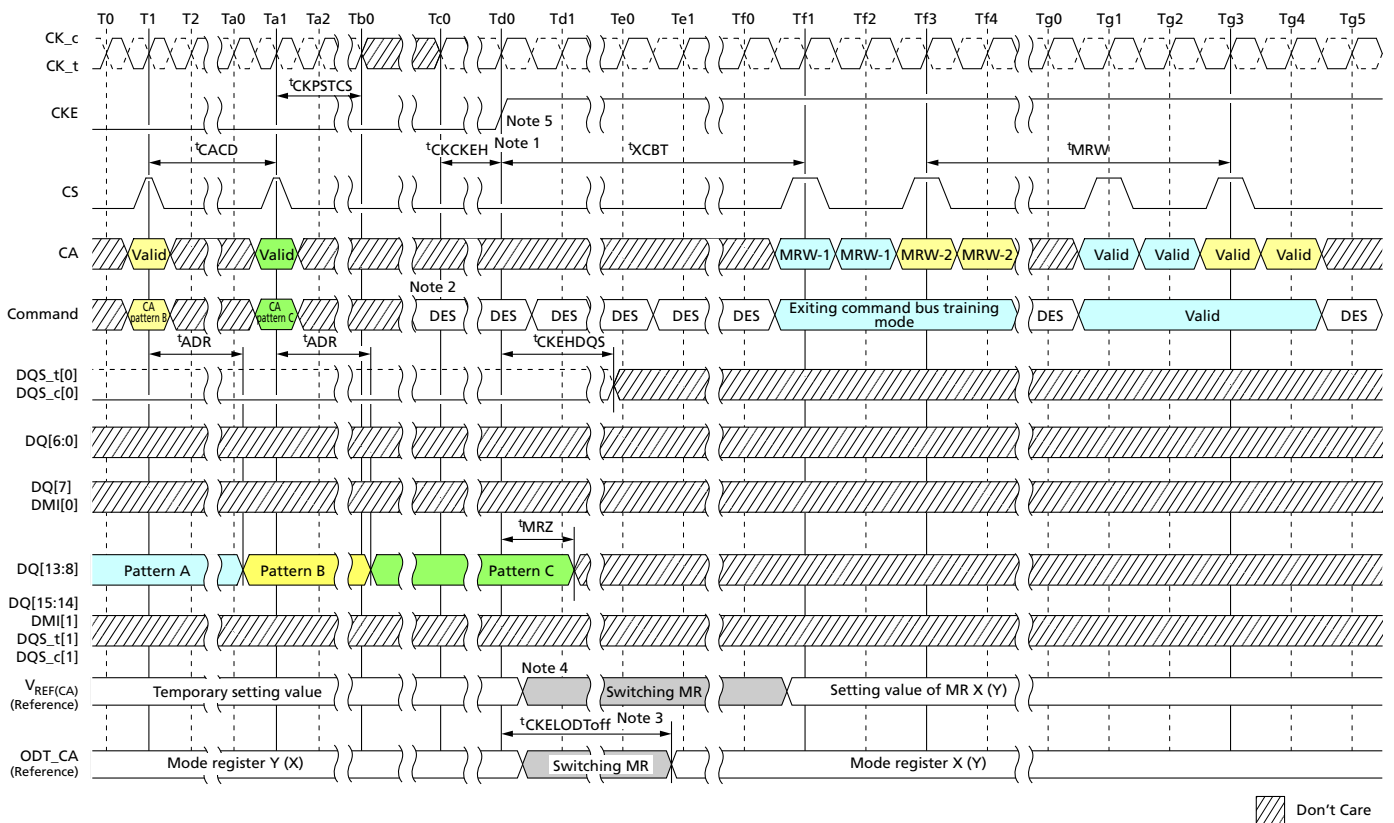 T0 T1 T2 Ta0 Ta1 Ta2 Tb0 Tc0 Td0 Td1 Te0 Te1 Tf0 Tf1 Tf2 Tf3 Tf4 Tg0 Tg1 Tg2 Tg3 Tg4 Tg5
CK_c
CK_t
tCKPSTCS
CKE
Note 5
Note 1
tCACD tCKCKEH tXCBT tMRW
CS
CA Valid Valid MRW-1 MRW-1 MRW-2 MRW-2 Valid Valid Valid Valid
Note 2
Command CA pattern B CA pattern C DES DES DES DES DES Exiting command bus training mode DES Valid DES
tADR tADR tCKEHDQS
DQS_t[0]
DQS_c[0]
DQ[6:0]
DQ[7]
DMI[0]
tMRZ
DQ[13:8] Pattern A Pattern B Pattern C
DQ[15:14]
DMI[1]
DQS_t[1]
DQS_c[1]
Note 4
VREF(CA)
(Reference)
Temporary setting value Switching MR Setting value of MR X (Y)
tCKELODToff Note 3
ODT_CA
(Reference)
Mode register Y (X) Switching MR Mode register X (Y)
Don't Care